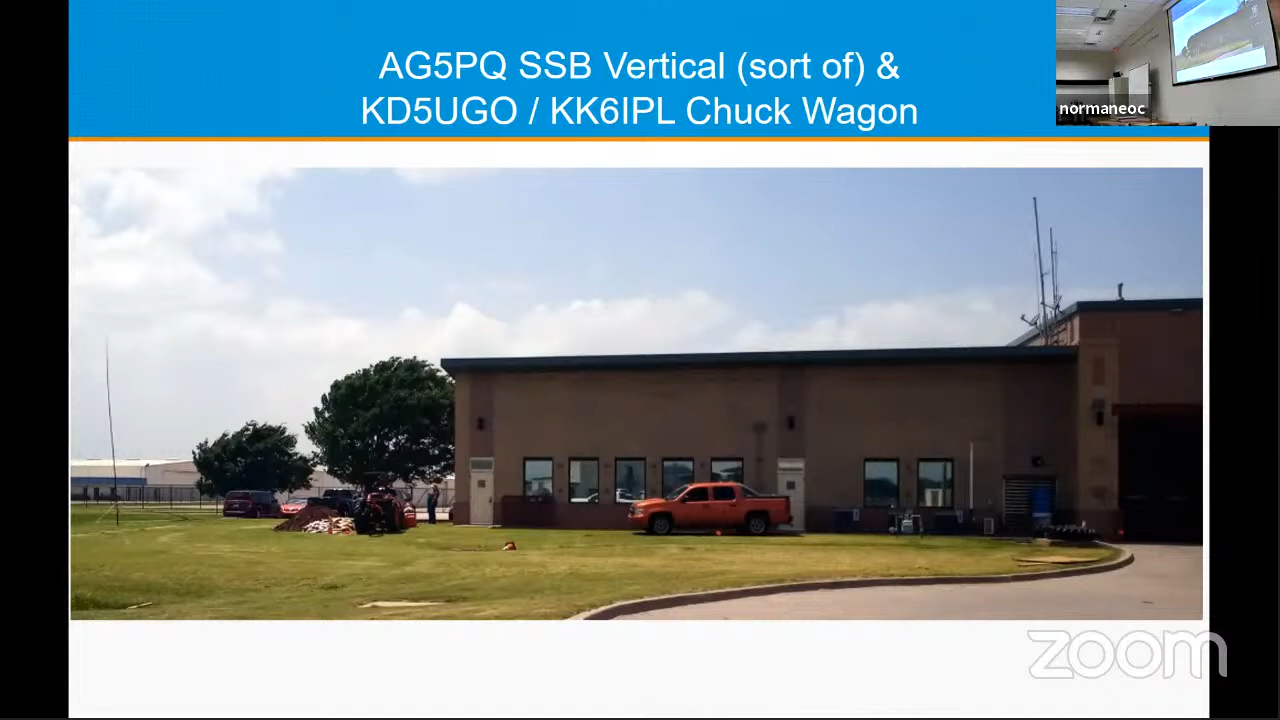 AG5PQ SSB Vertical (sort of) &
KD5UGO / KK6IPL Chuck Wagon
normaneoc
zoom